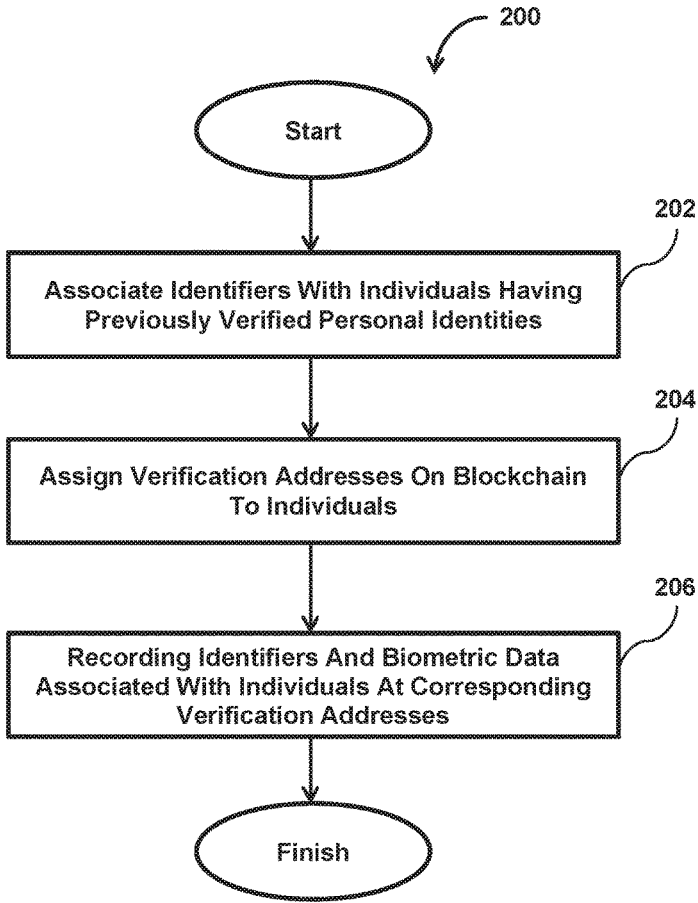 200
Start
202
Associate Identifiers With Individuals Having
Previously Verified Personal Identities
204
Assign Verification Addresses On Blockchain
To Individuals
206
Recording Identifiers And Biometric Data
Associated With Individuals At Corresponding
Verification Addresses
Finish